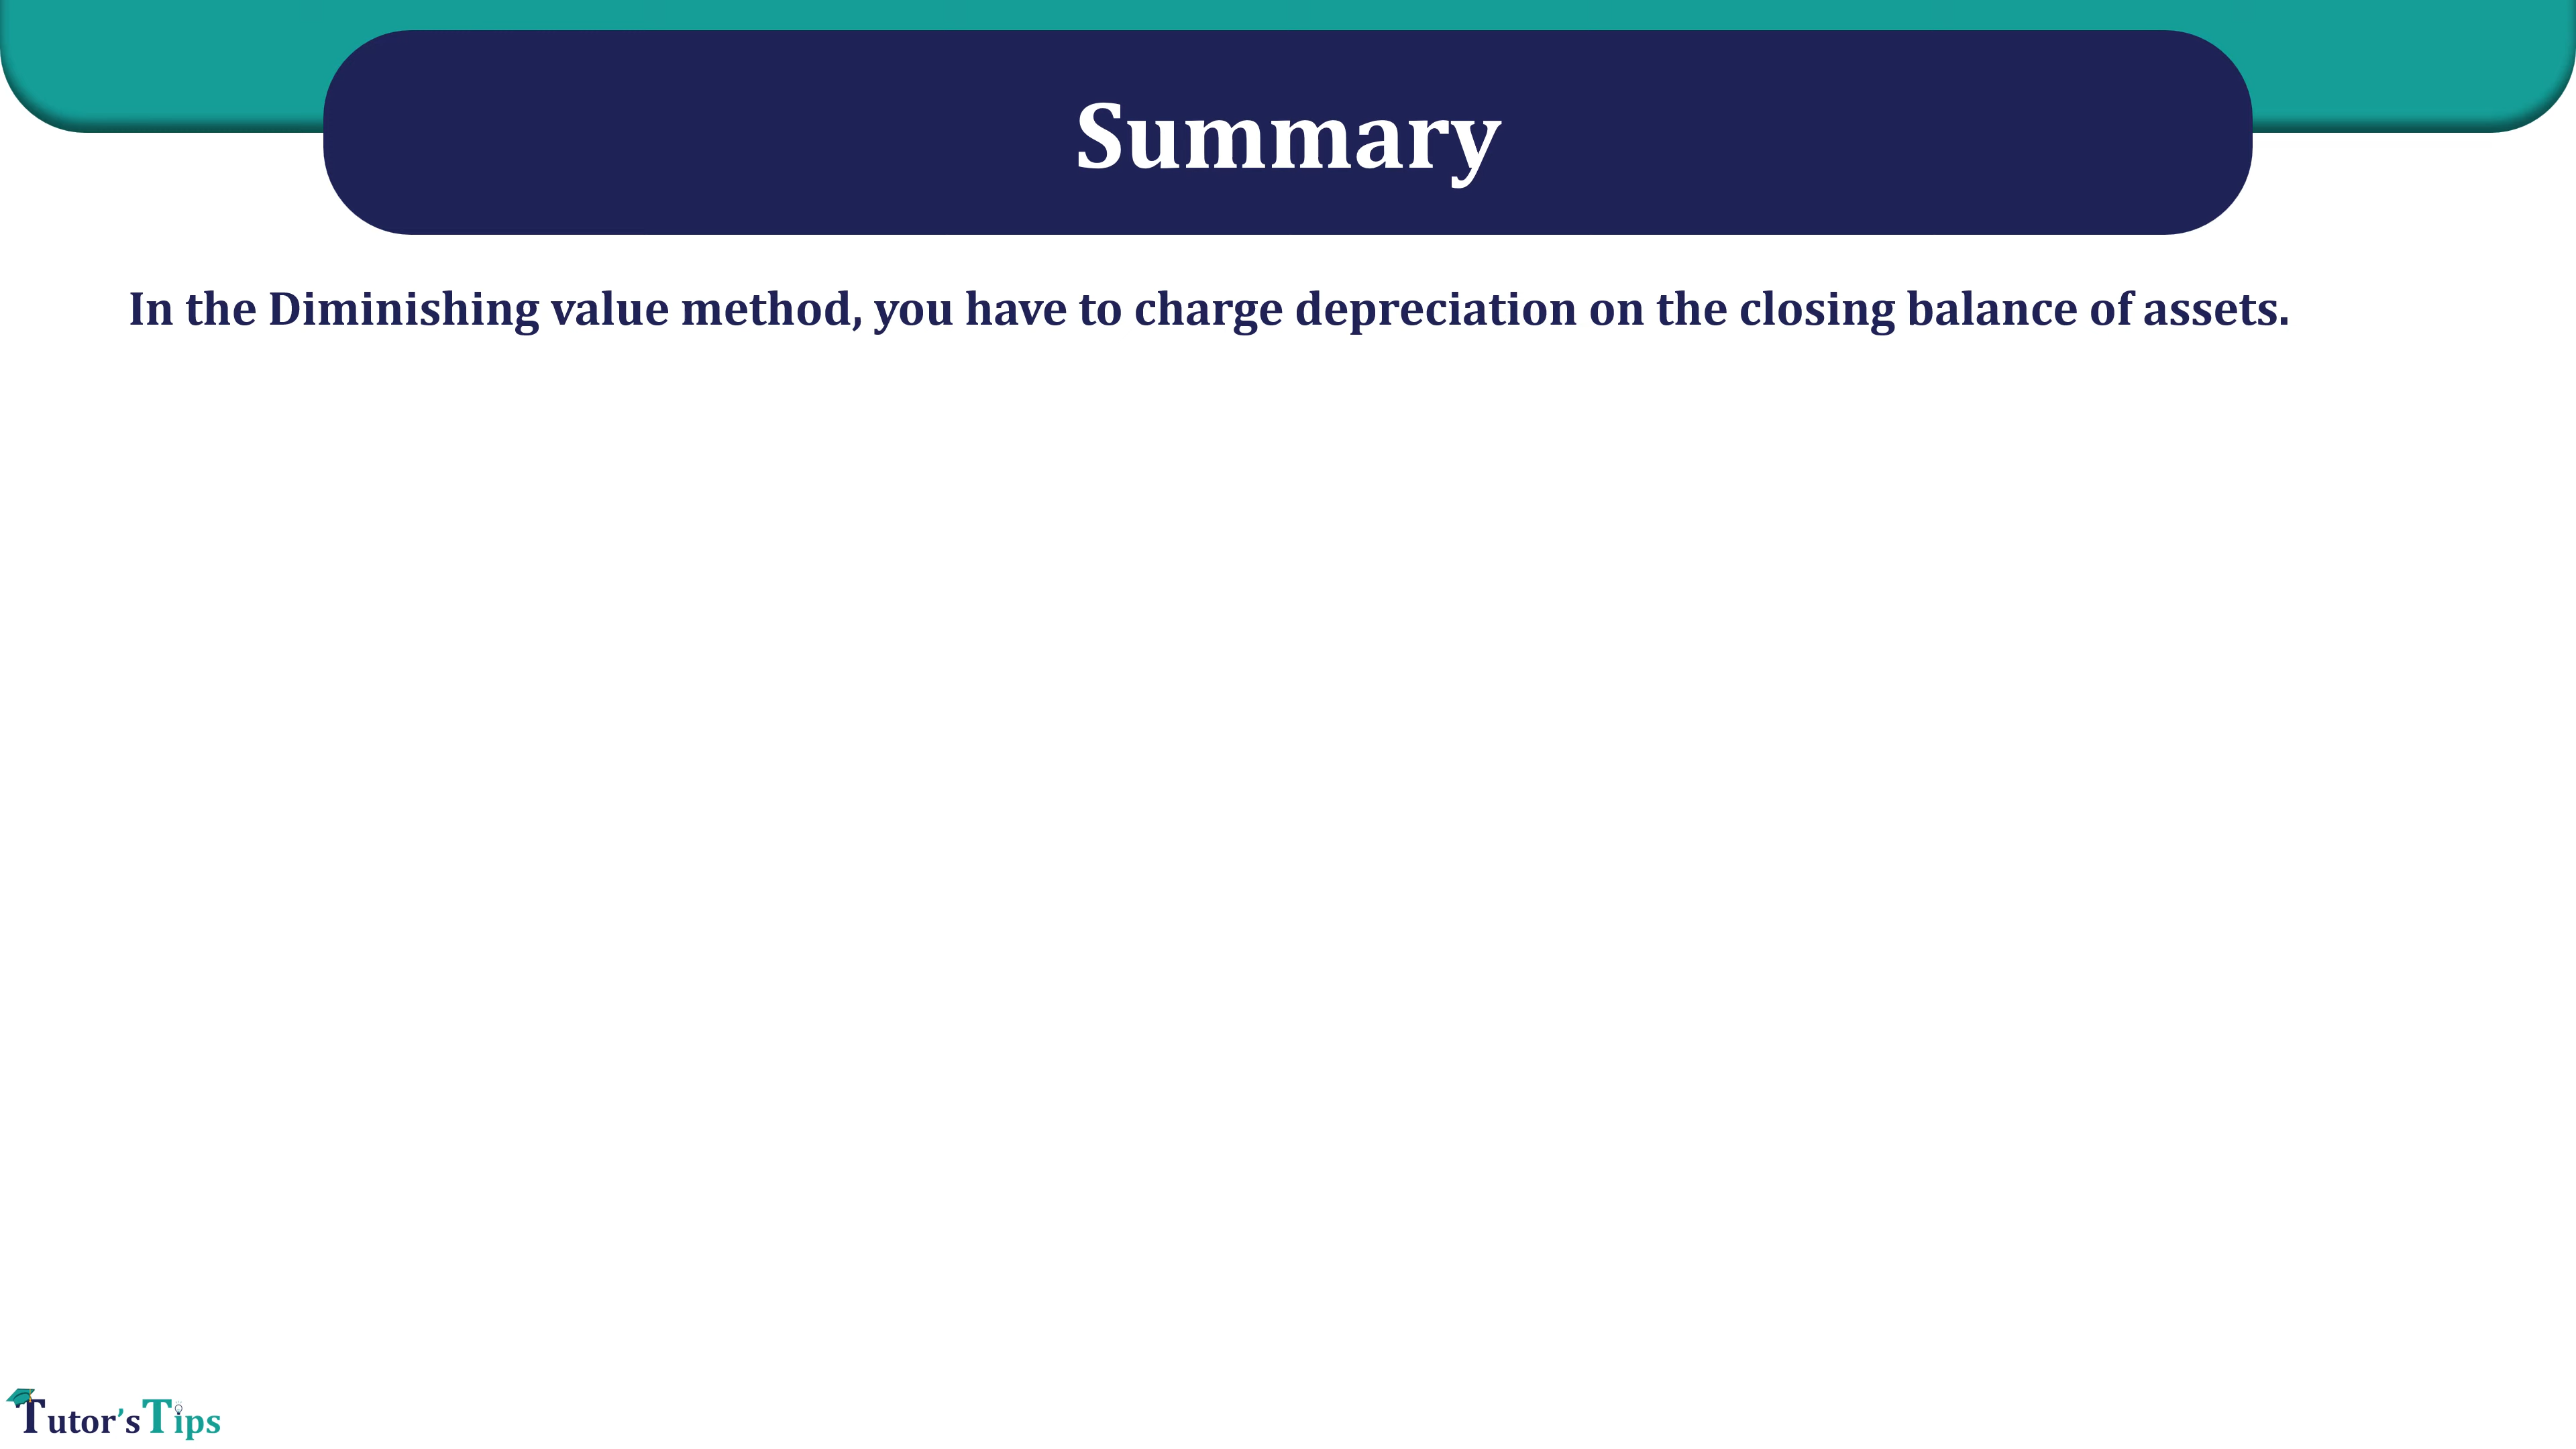 Summary
In the Diminishing value method, you have to charge depreciation on the closing balance of assets.
Tutor’s Tips